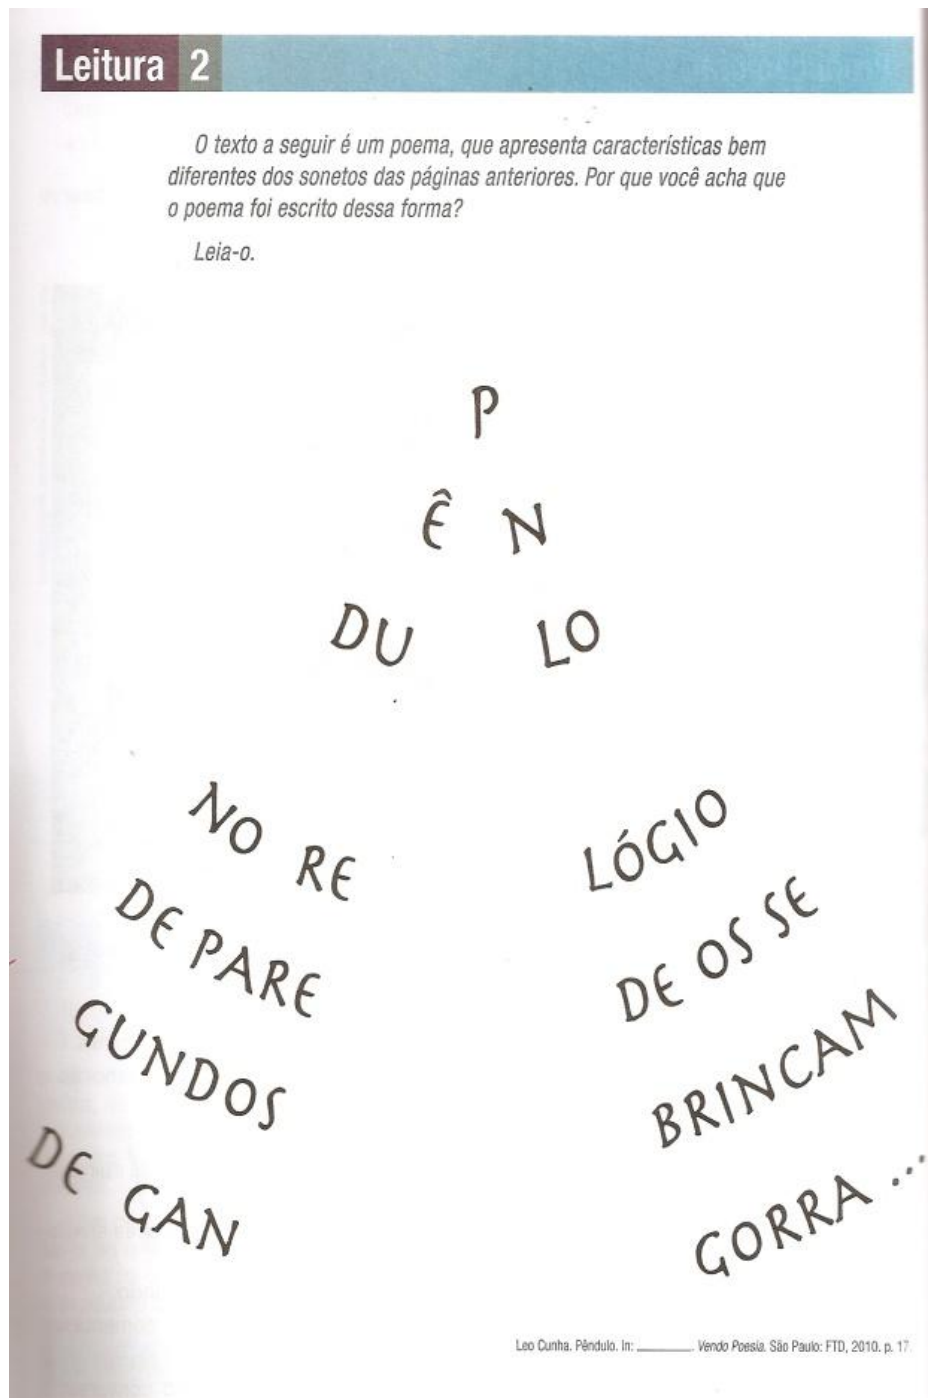 Leitura 2
O texto a seguir é um poema, que apresenta características bem
diferentes dos sonetos das páginas anteriores. Por que você acha que
o poema foi escrito dessa forma?
Leia-o.
P
Ê N
DU LO
NO RE LÓGIO
DE PARE DE OS SE
GUNDOS BRINCAM
DE GAN GORRA ...
Leo Cunha. Pêndulo. In: ________. Vendo Poesia. São Paulo: FTD, 2010. p. 17.